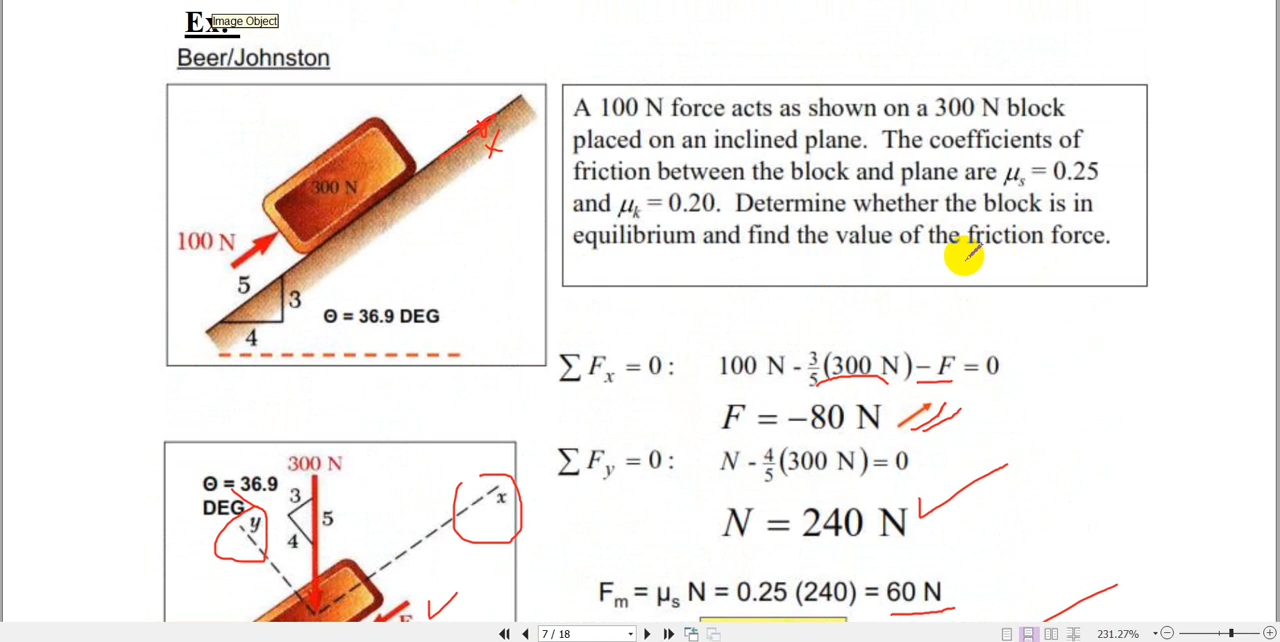 Ex.
Image Object
Beer/Johnston
300 N
100 N
5
3
4
Θ = 36.9 DEG
X
A 100 N force acts as shown on a 300 N block
placed on an inclined plane. The coefficients of
friction between the block and plane are μs = 0.25
and μk = 0.20. Determine whether the block is in
equilibrium and find the value of the friction force.
∑ Fx = 0 : 100 N - 3/5 (300 N) – F = 0
F = −80 N
∑ Fy = 0 : N - 4/5 (300 N) = 0
N = 240 N
Fm = μs N = 0.25 (240) = 60 N
300 N
Θ = 36.9
DEG
y
3
5
4
x
7 / 18
231.27%